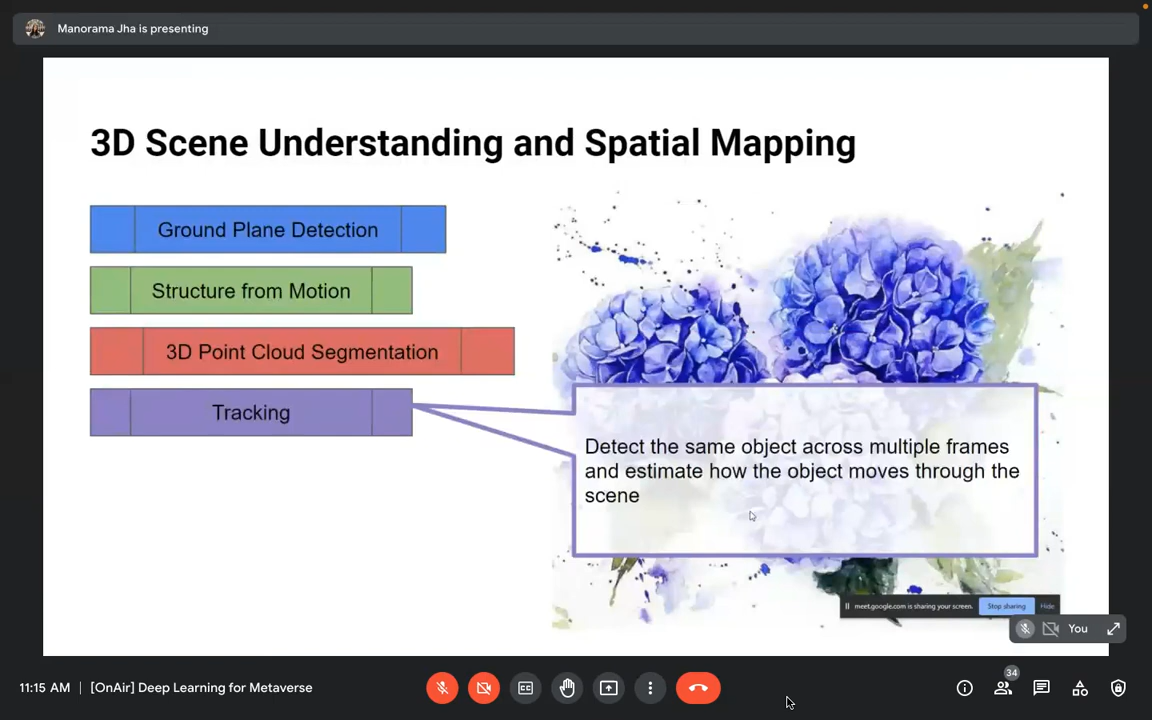 Manorama Jha is presenting
3D Scene Understanding and Spatial Mapping
Ground Plane Detection
Structure from Motion
3D Point Cloud Segmentation
Tracking
Detect the same object across multiple frames
and estimate how the object moves through the
scene
meet.google.com is sharing your screen. Stop sharing Hide
You
11:15 AM | [OnAir] Deep Learning for Metaverse
CC
34